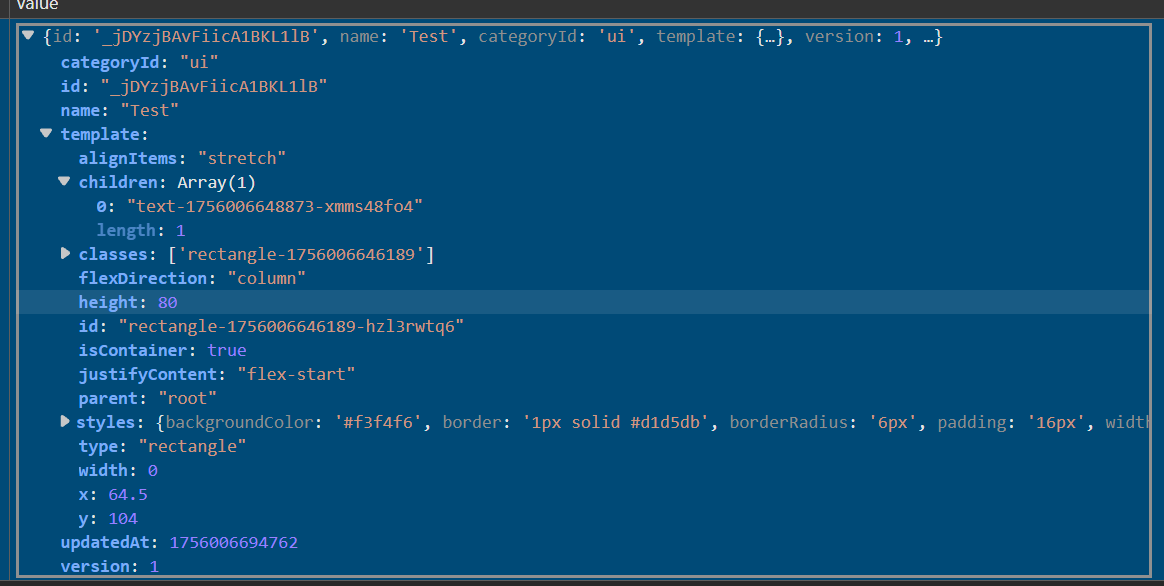 value
{id: '_jDYzjBAvFiicA1BKL1lB', name: 'Test', categoryId: 'ui', template: {…}, version: 1, …}
categoryId: "ui"
id: "_jDYzjBAvFiicA1BKL1lB"
name: "Test"
template:
alignItems: "stretch"
children: Array(1)
0: "text-1756006648873-xmms48fo4"
length: 1
classes: ['rectangle-1756006646189']
flexDirection: "column"
height: 80
id: "rectangle-1756006646189-hzl3rwtq6"
isContainer: true
justifyContent: "flex-start"
parent: "root"
styles: {backgroundColor: '#f3f4f6', border: '1px solid #d1d5db', borderRadius: '6px', padding: '16px', width
type: "rectangle"
width: 0
x: 64.5
y: 104
updatedAt: 1756006694762
version: 1